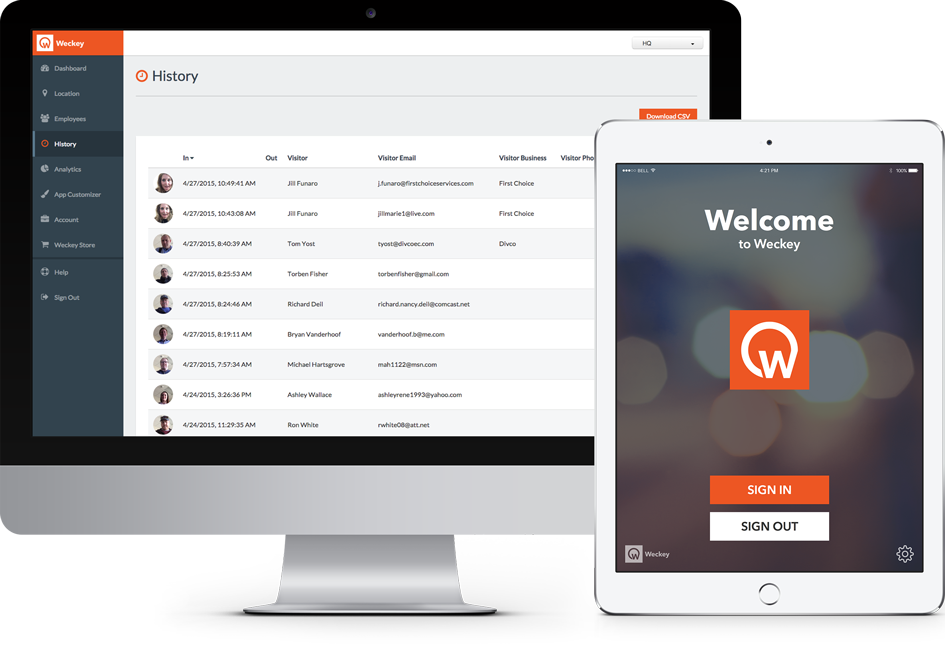 Weckey
HQ
Dashboard
Location
Employees
History
Analytics
App Customizer
Account
Weckey Store
Help
Sign Out
History
Download CSV
In Out Visitor Visitor Email Visitor Business Visitor Pho
4/27/2015, 10:49:41 AM Jill Funaro j.funaro@firstchoiceservices.com First Choice
4/27/2015, 10:43:08 AM Jill Funaro jillmarie1@live.com First Choice
4/27/2015, 8:40:39 AM Tom Yost tyost@divcoec.com Divco
4/27/2015, 8:25:53 AM Torben Fisher torbenfisher@gmail.com
4/27/2015, 8:24:46 AM Richard Deil richard.nancy.deil@comcast.net
4/27/2015, 8:19:11 AM Bryan Vanderhoof vanderhoof.b@me.com
4/27/2015, 7:57:34 AM Michael Hartsgrove mah1122@msn.com
4/24/2015, 3:26:36 PM Ashley Wallace ashleyrene1993@yahoo.com
4/24/2015, 11:29:35 AM Ron White rwhite08@att.net
BELL 4:21 PM 100%
Welcome
to Weckey
W
SIGN IN
SIGN OUT
Weckey